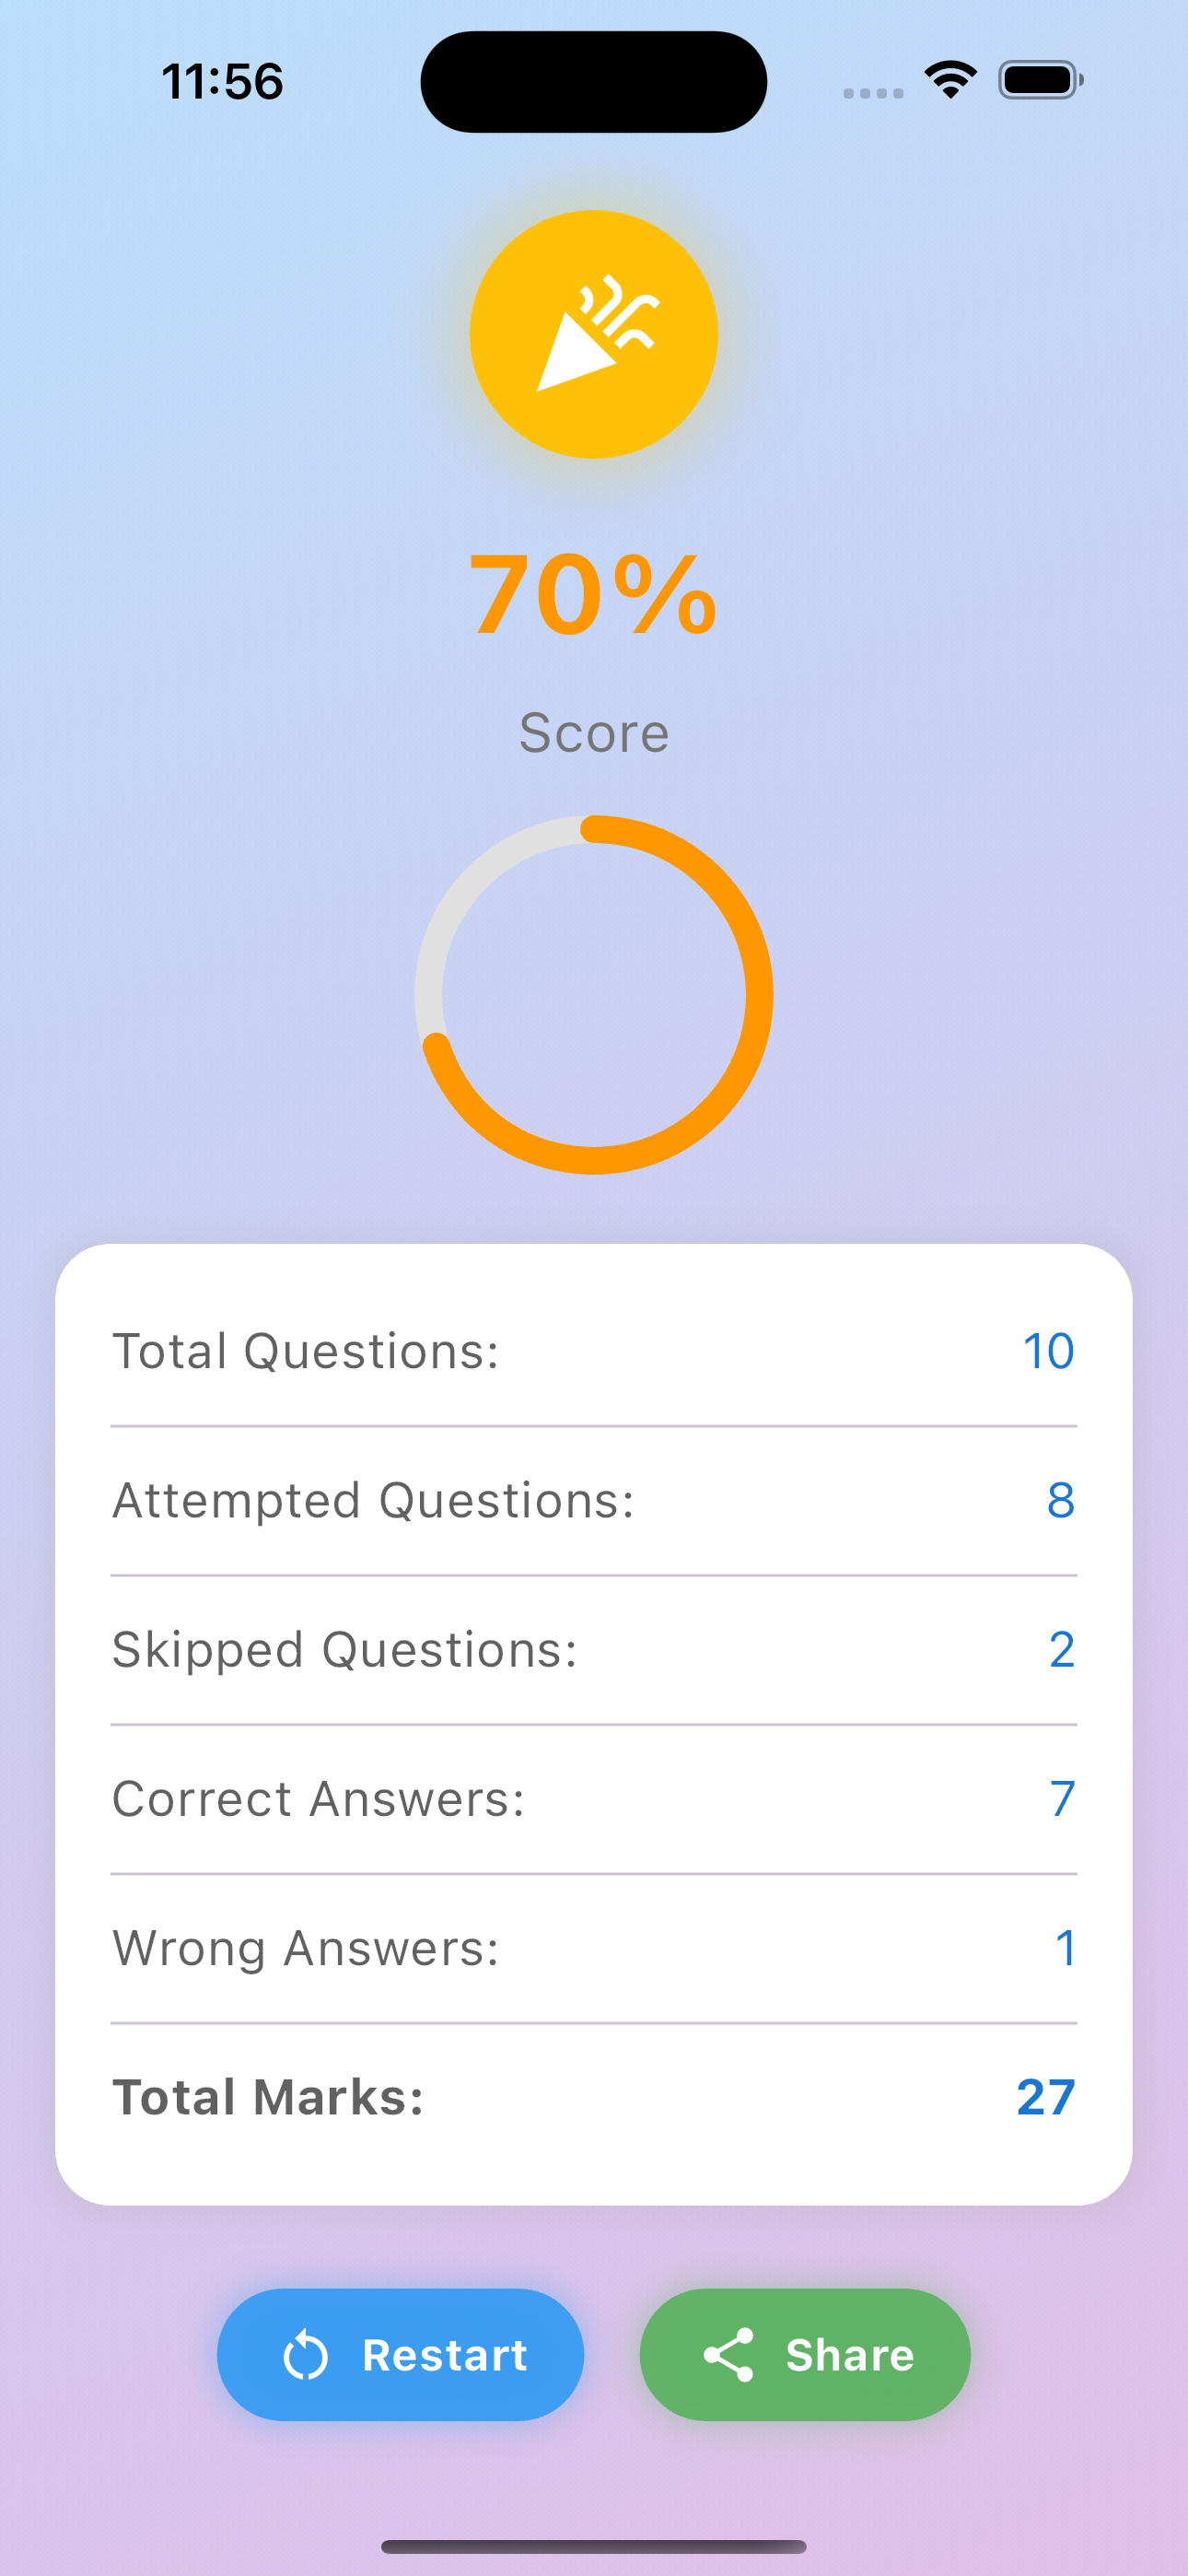 11:56
70%
Score
Total Questions: 10
Attempted Questions: 8
Skipped Questions: 2
Correct Answers: 7
Wrong Answers: 1
Total Marks: 27
Restart Share